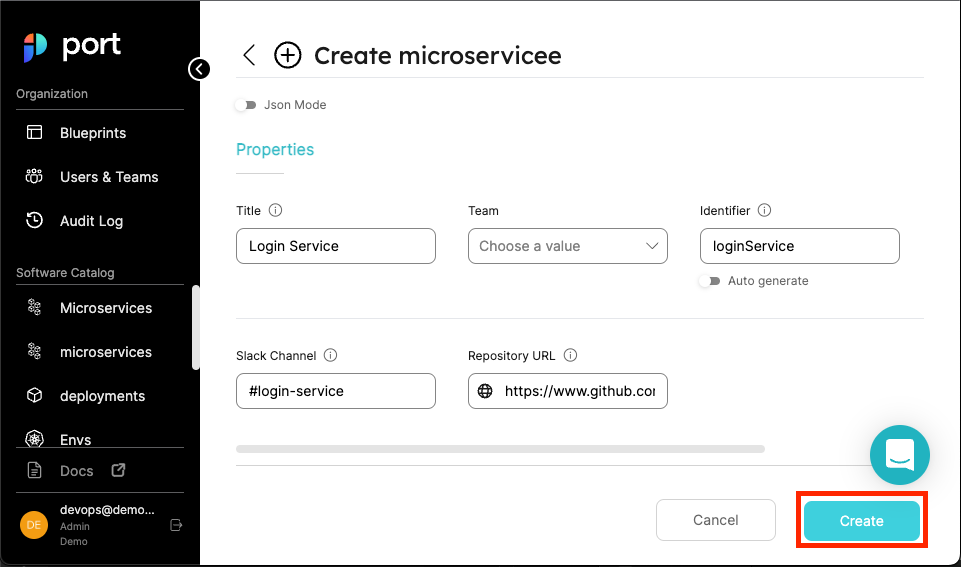 port
Organization
Blueprints
Users & Teams
Audit Log
Software Catalog
Microservices
microservices
deployments
Envs
Docs
DE
devops@demo...
Admin
Demo
Create microservicee
Json Mode
Properties
Title Team Identifier
Login Service Choose a value loginService
Auto generate
Slack Channel Repository URL
#login-service https://www.github.com
Cancel Create